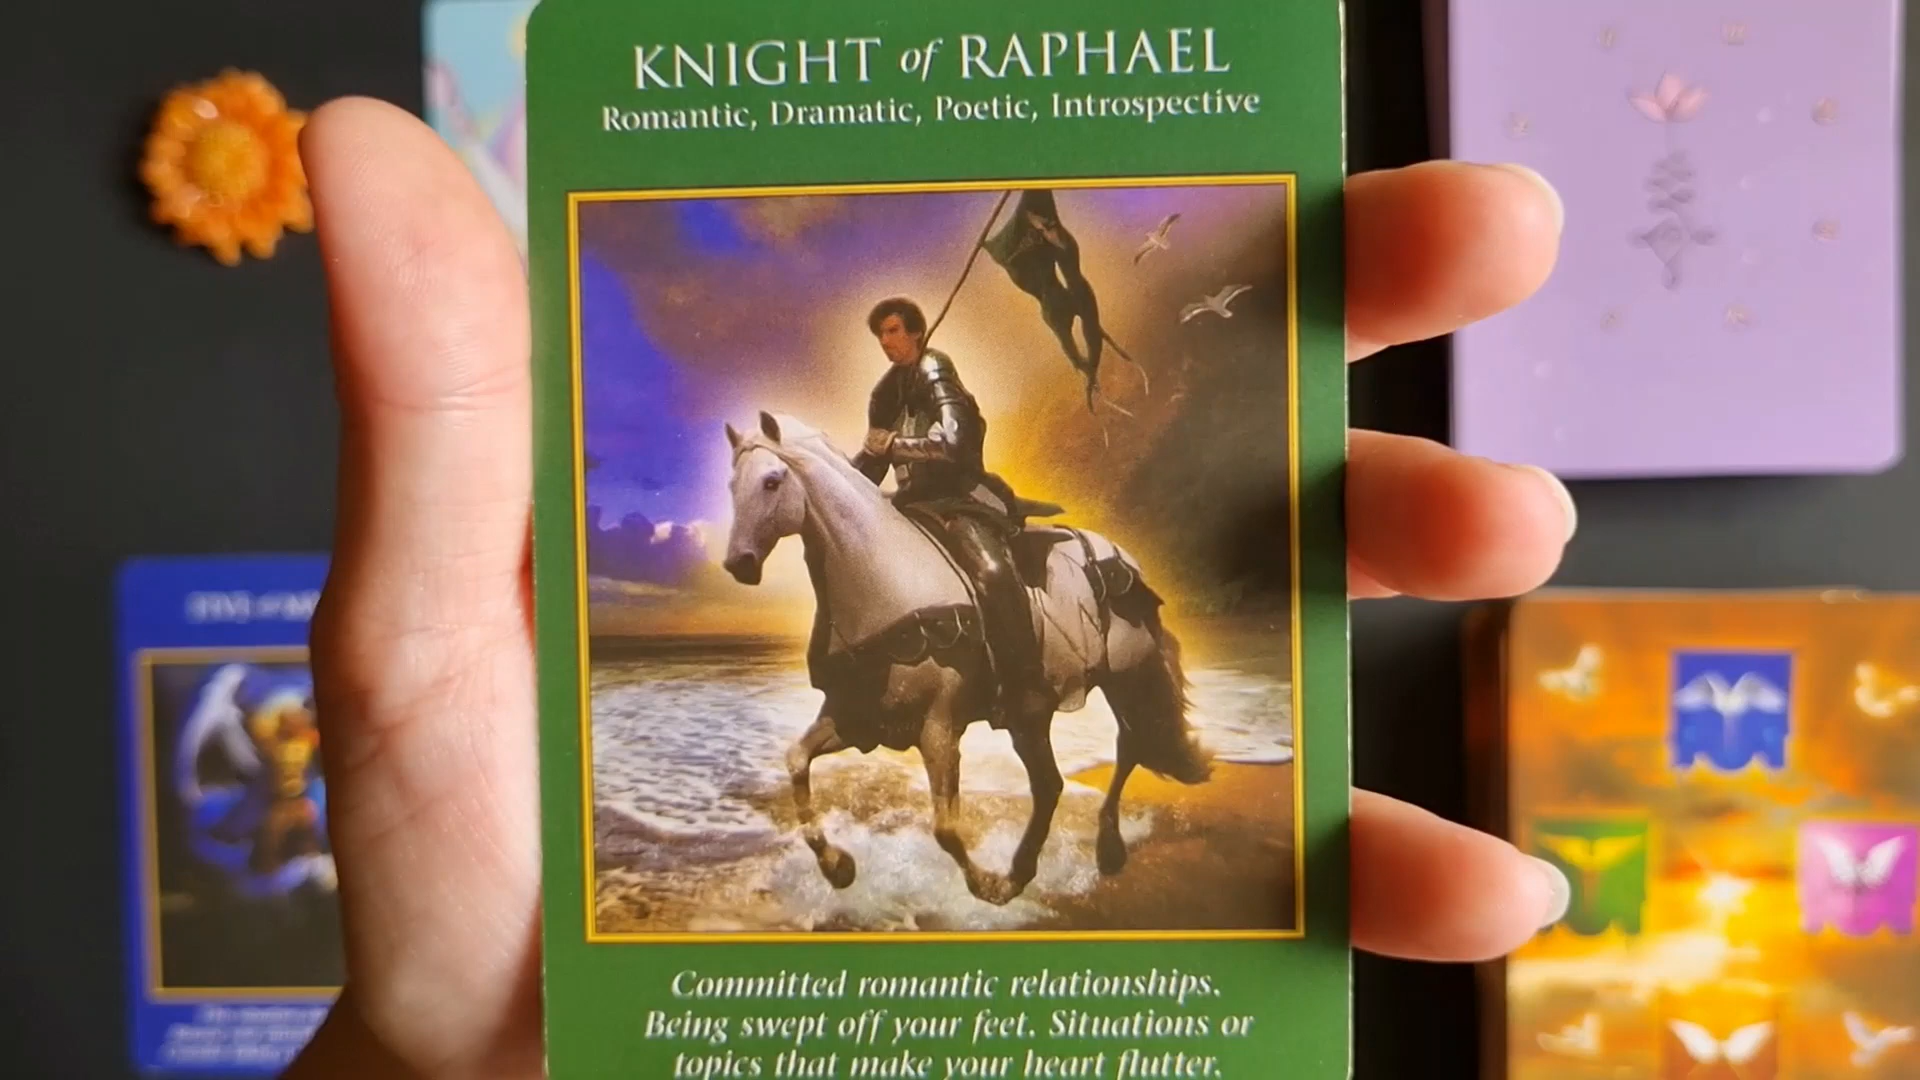 KNIGHT of RAPHAEL
Romantic, Dramatic, Poetic, Introspective
Committed romantic relationships.
Being swept off your feet. Situations or
topics that make your heart flutter.